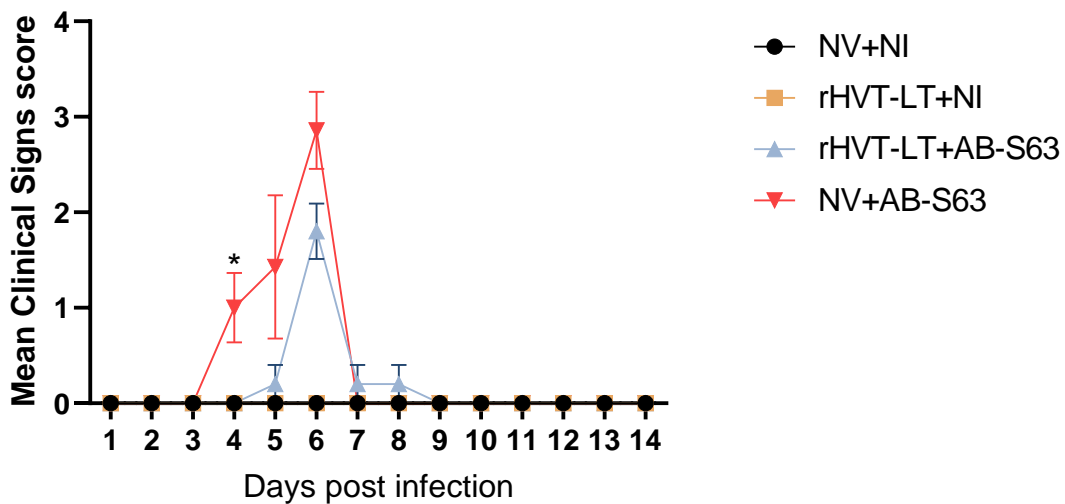 4
3
2
1
0
Mean Clinical Signs score
*
1 2 3 4 5 6 7 8 9 10 11 12 13 14
Days post infection
NV+NI
rHVT-LT+NI
rHVT-LT+AB-S63
NV+AB-S63